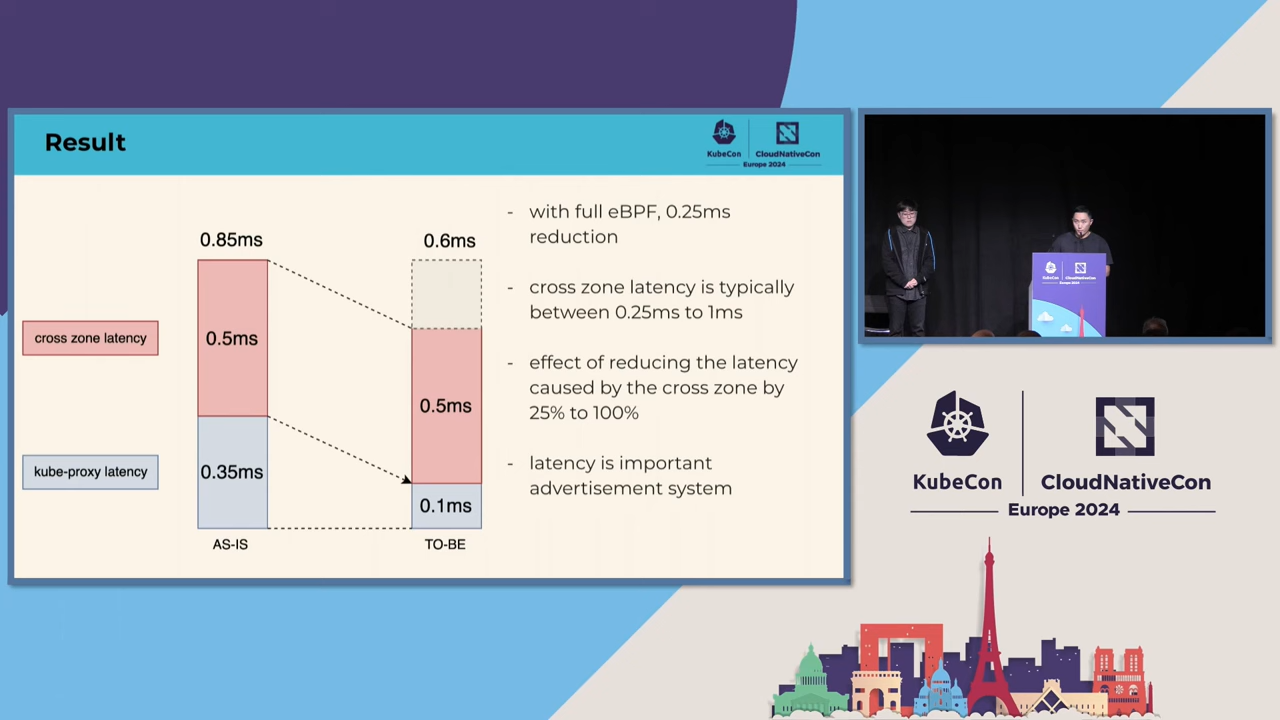 Result
KubeCon
CloudNativeCon
Europe 2024
0.85ms
0.6ms
cross zone latency
0.5ms
0.5ms
kube-proxy latency
0.35ms
0.1ms
AS-IS
TO-BE
- with full eBPF, 0.25ms
reduction
- cross zone latency is typically
between 0.25ms to 1ms
- effect of reducing the latency
caused by the cross zone by
25% to 100%
- latency is important
advertisement system
KubeCon
CloudNativeCon
Europe 2024